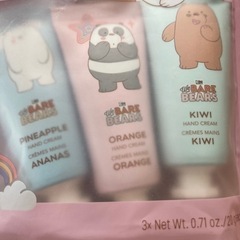 WE
BARE
BEARS
PINEAPPLE
HAND CREAM
CRÈMES MAINS
ANANAS
WE
BARE
BEARS
ORANGE
HAND CREAM
CRÈMES MAINS
ORANGE
WE
BARE
BEARS
KIWI
HAND CREAM
CRÈMES MAINS
KIWI
3x Net Wt. 0.71 oz./